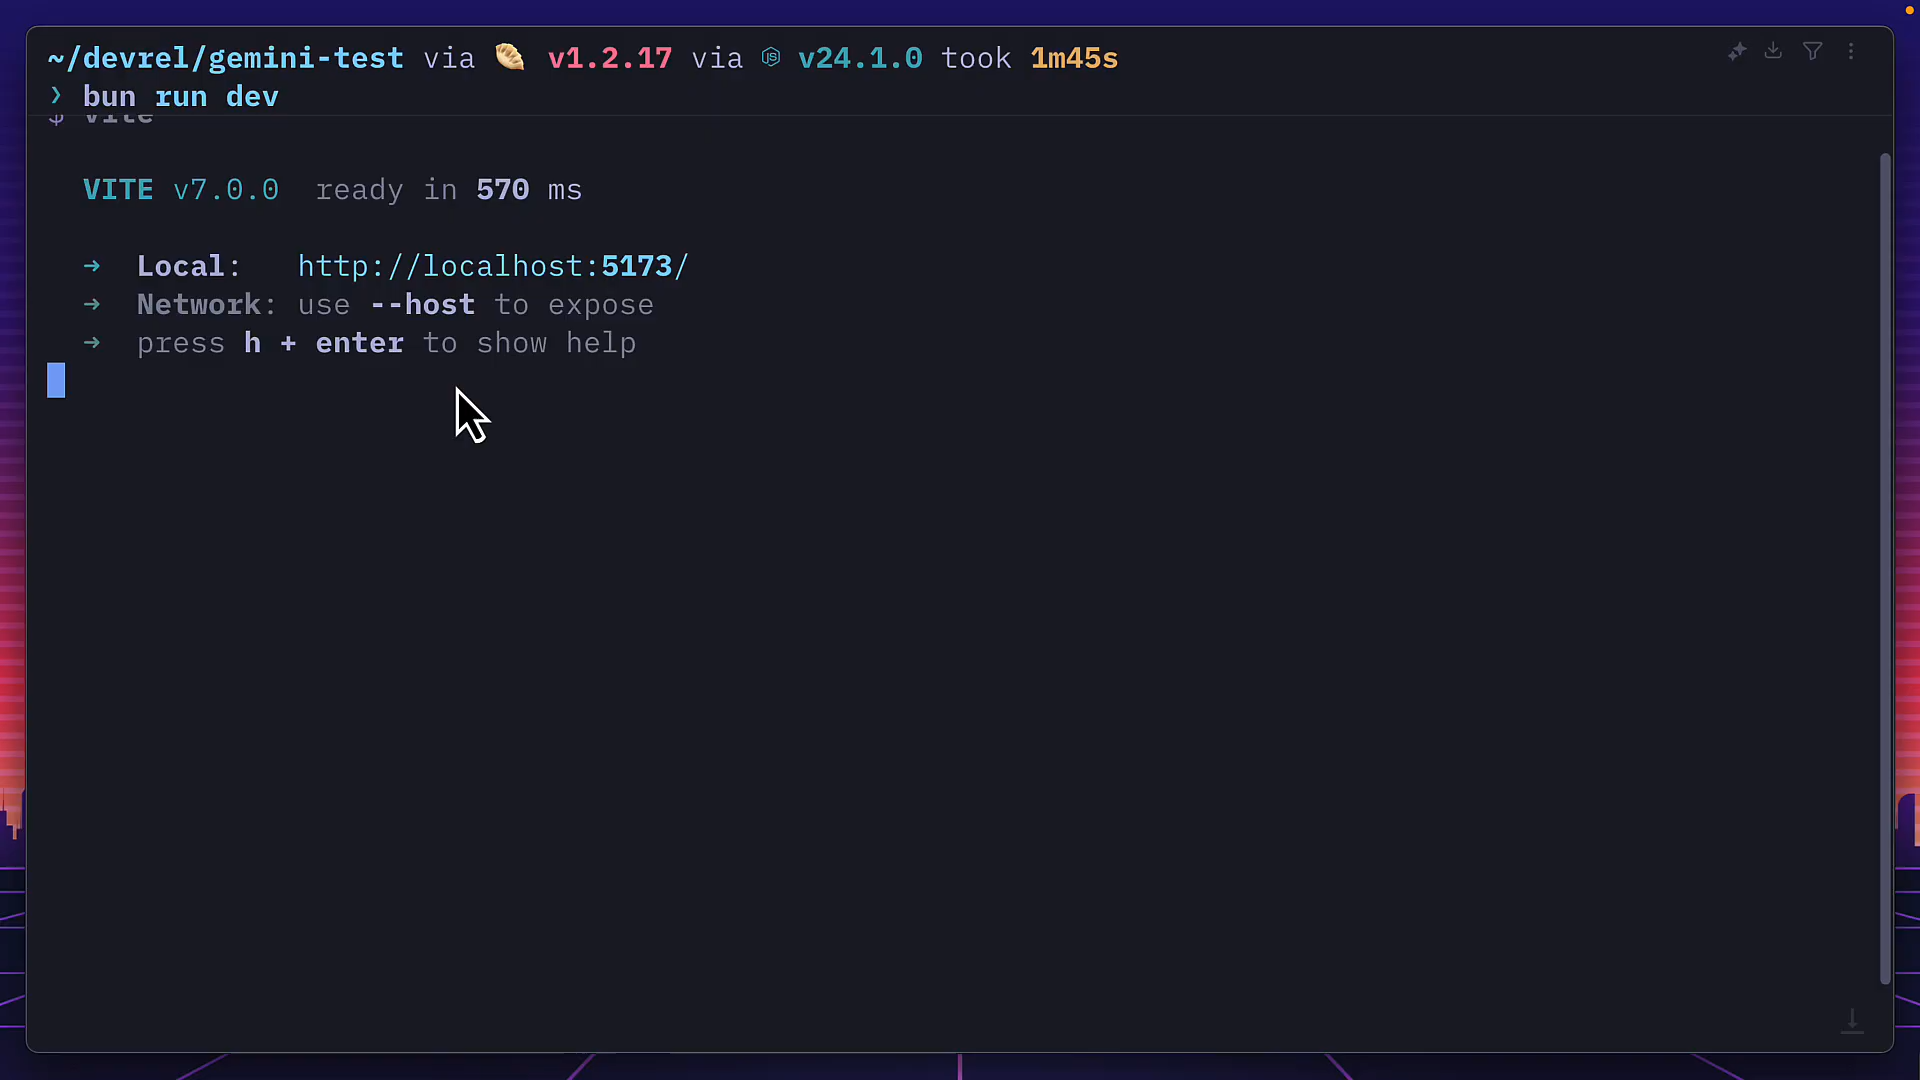 ~/devrel/gemini-test via 🥟 v1.2.17 via v24.1.0 took 1m45s
❯ bun run dev
$ vite
VITE v7.0.0 ready in 570 ms
➜ Local: http://localhost:5173/
➜ Network: use --host to expose
➜ press h + enter to show help